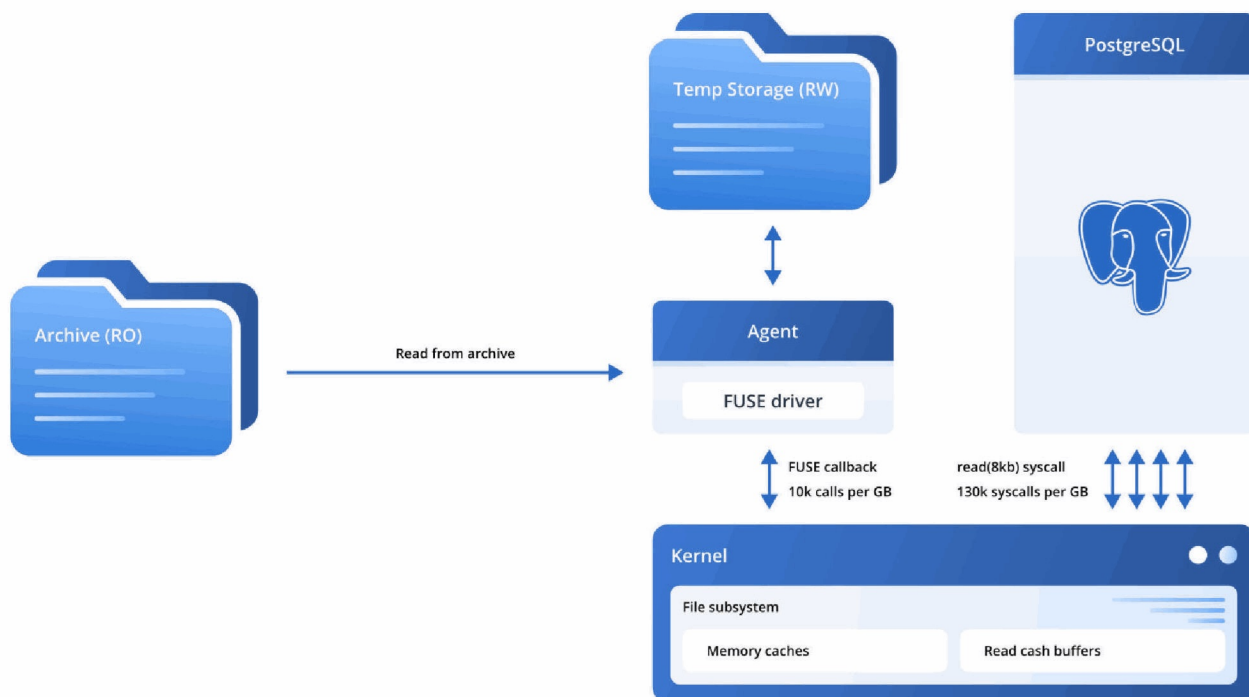 PostgreSQL
Temp Storage (RW)
Archive (RO)
Read from archive
Agent
FUSE driver
FUSE callback
10k calls per GB
read(8kb) syscall
130k syscalls per GB
Kernel
File subsystem
Memory caches
Read cash buffers